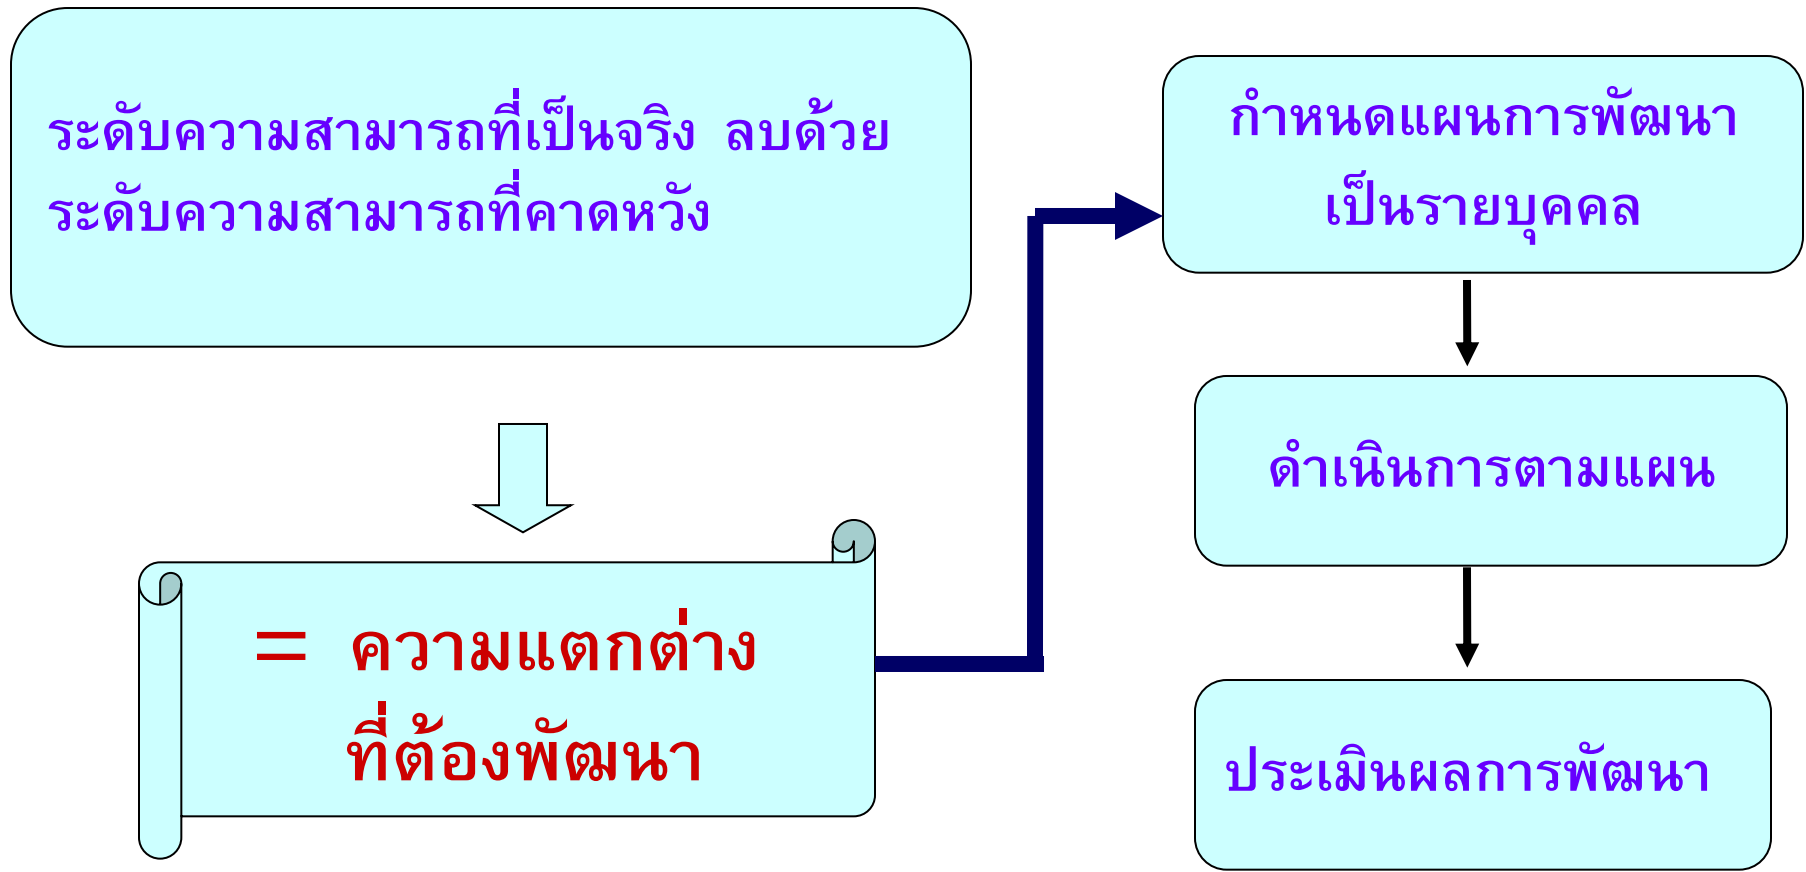 ระดับความสามารถที่เป็นจริง ลบด้วย
ระดับความสามารถที่คาดหวัง
= ความแตกต่าง
ที่ต้องพัฒนา
กำหนดแผนการพัฒนา
เป็นรายบุคคล
ดำเนินการตามแผน
ประเมินผลการพัฒนา